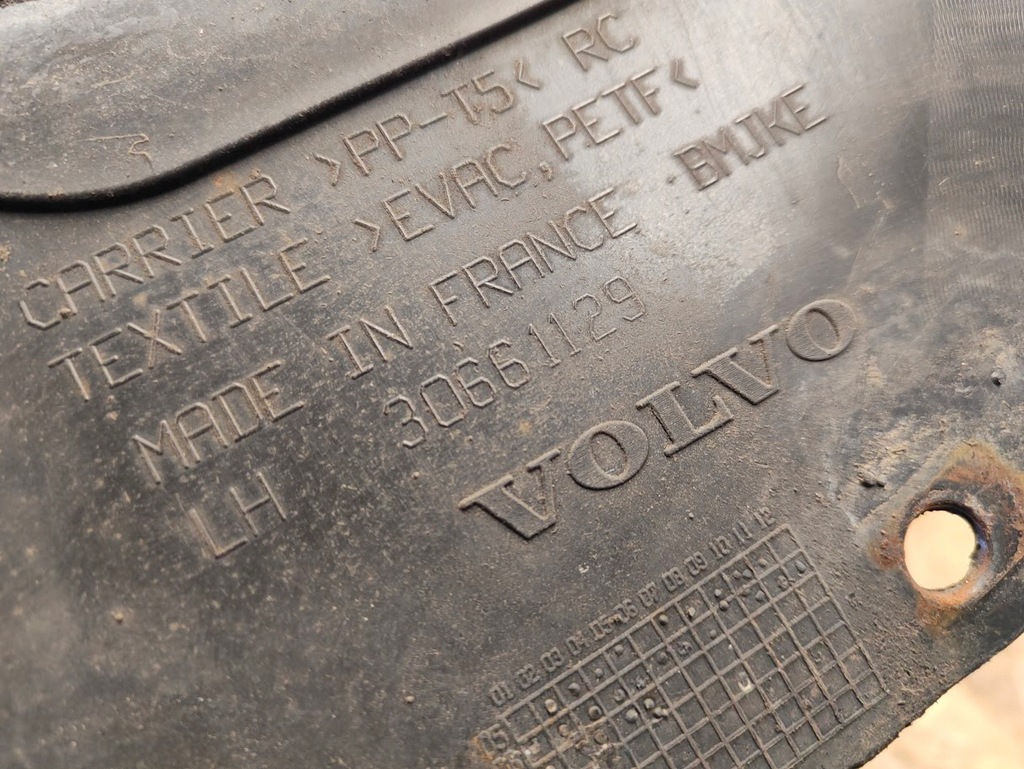 CARRIER >PP-T5< RC
TEXTILE >EVAC,PETF<
MADE IN FRANCE BMJKE
LH 30661129
VOLVO
01 02 03 04 05 06 07 08 09 10 11 12
05